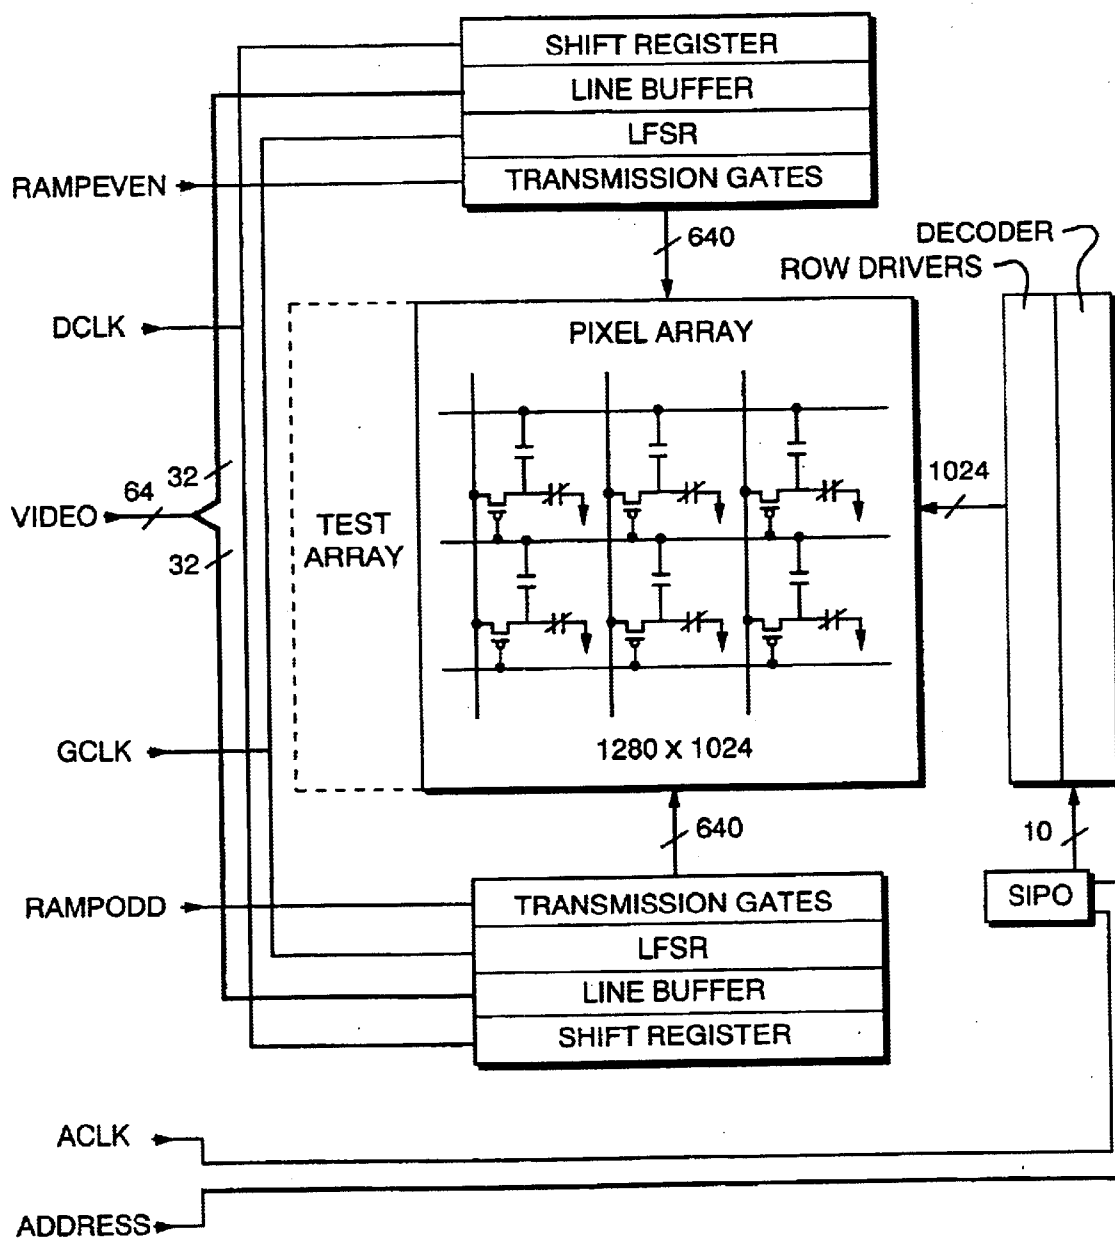 SHIFT REGISTER
LINE BUFFER
LFSR
TRANSMISSION GATES
RAMPEVEN
640
DECODER
ROW DRIVERS
DCLK
PIXEL ARRAY
32
64
VIDEO
32
TEST
ARRAY
1024
GCLK
1280 X 1024
640
10
RAMPODD
TRANSMISSION GATES
SIPO
LFSR
LINE BUFFER
SHIFT REGISTER
ACLK
ADDRESS